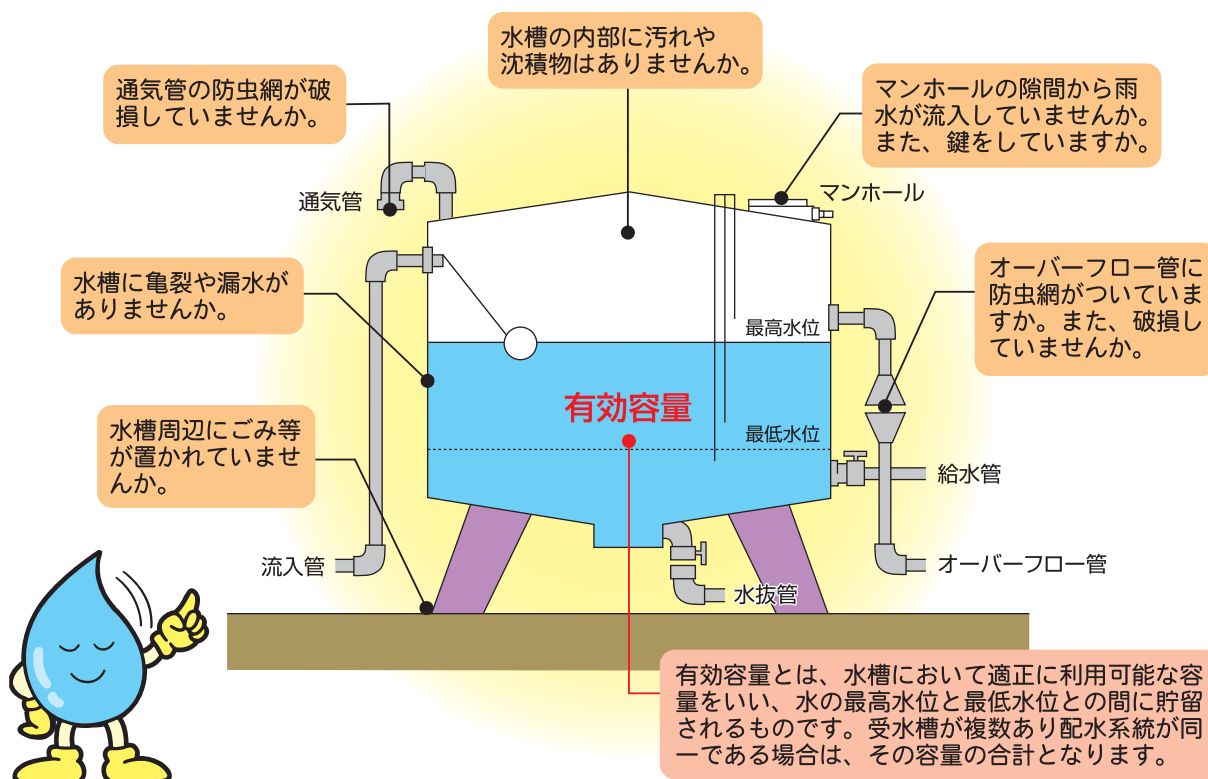 水槽の内部に汚れや
沈積物はありませんか。
通気管の防虫網が破
損していませんか。
マンホールの隙間から雨
水が流入していませんか。
また、鍵をしていますか。
通気管
マンホール
水槽に亀裂や漏水が
ありませんか。
オーバーフロー管に
防虫網がついていま
すか。また、破損し
ていませんか。
最高水位
有効容量
最低水位
水槽周辺にごみ等
が置かれていませ
んか。
給水管
流入管
オーバーフロー管
水抜管
有効容量とは、水槽において適正に利用可能な容
量をいい、水の最高水位と最低水位との間に貯留
されるものです。受水槽が複数あり配水系統が同
一である場合は、その容量の合計となります。